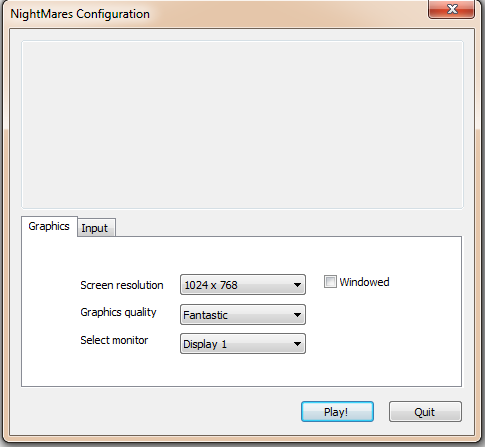 NightMares Configuration
Graphics Input
Screen resolution 1024 x 768 Windowed
Graphics quality Fantastic
Select monitor Display 1
Play! Quit